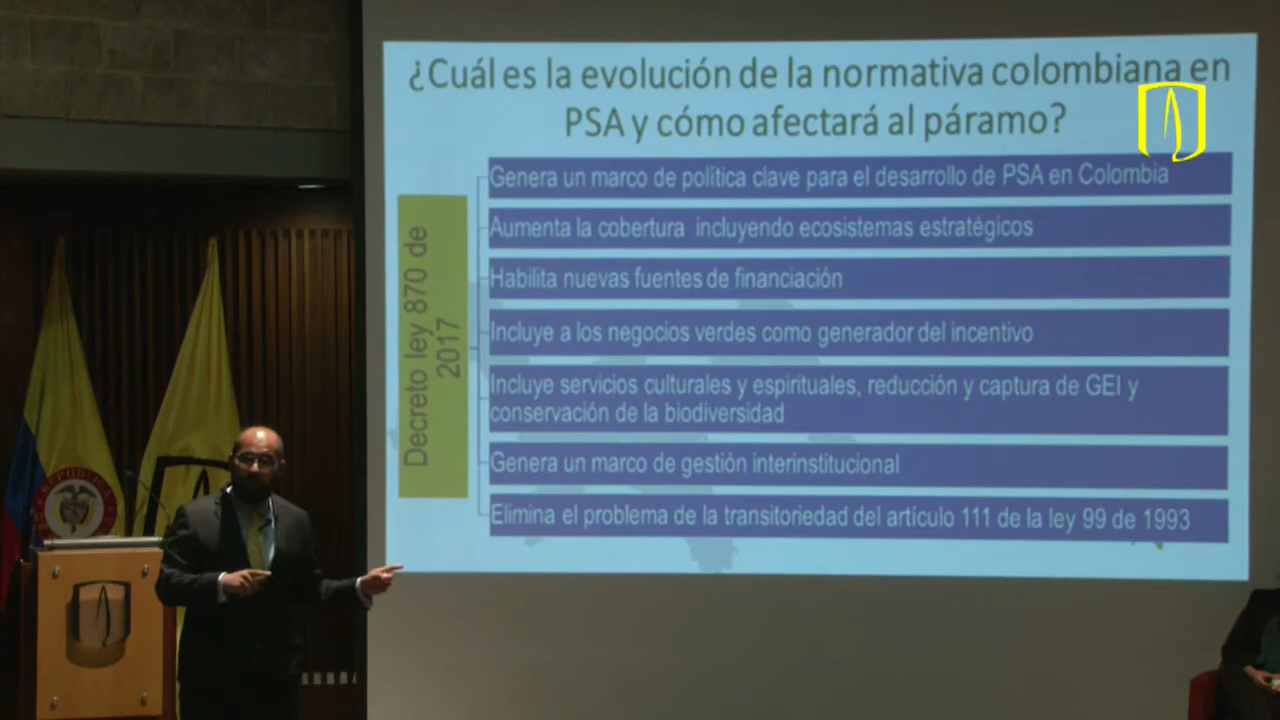 ¿Cuál es la evolución de la normativa colombiana en
PSA y cómo afectará al páramo?
Decreto ley 870 de
2017
Genera un marco de política clave para el desarrollo de PSA en Colombia
Aumenta la cobertura incluyendo ecosistemas estratégicos
Habilita nuevas fuentes de financiación
Incluye a los negocios verdes como generador del incentivo
Incluye servicios culturales y espirituales, reducción y captura de GEI y
conservación de la biodiversidad
Genera un marco de gestión interinstitucional
Elimina el problema de la transitoriedad del artículo 111 de la ley 99 de 1993